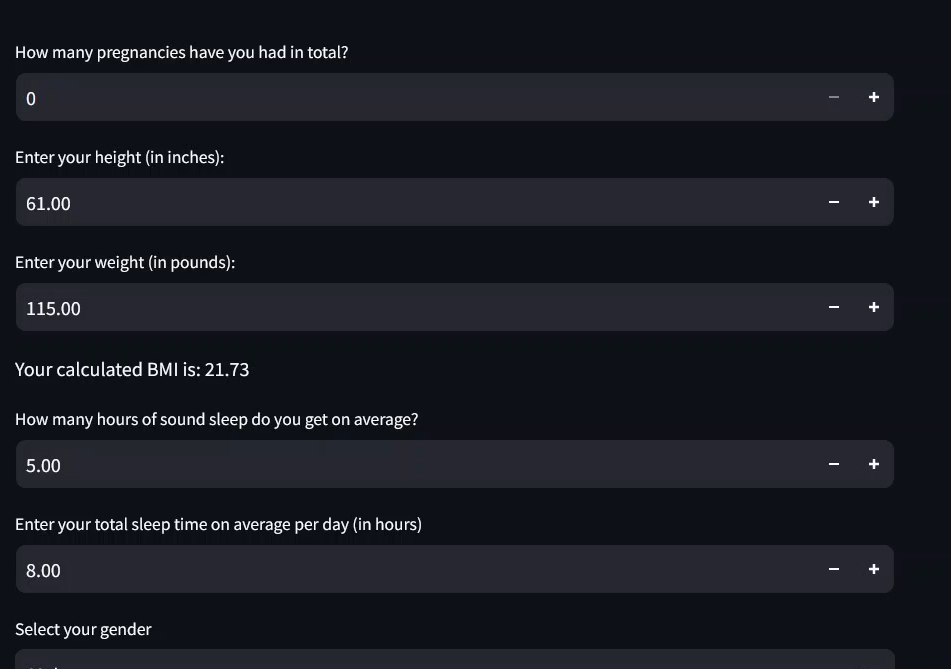 How many pregnancies have you had in total?
0
Enter your height (in inches):
61.00
Enter your weight (in pounds):
115.00
Your calculated BMI is: 21.73
How many hours of sound sleep do you get on average?
5.00
Enter your total sleep time on average per day (in hours)
8.00
Select your gender